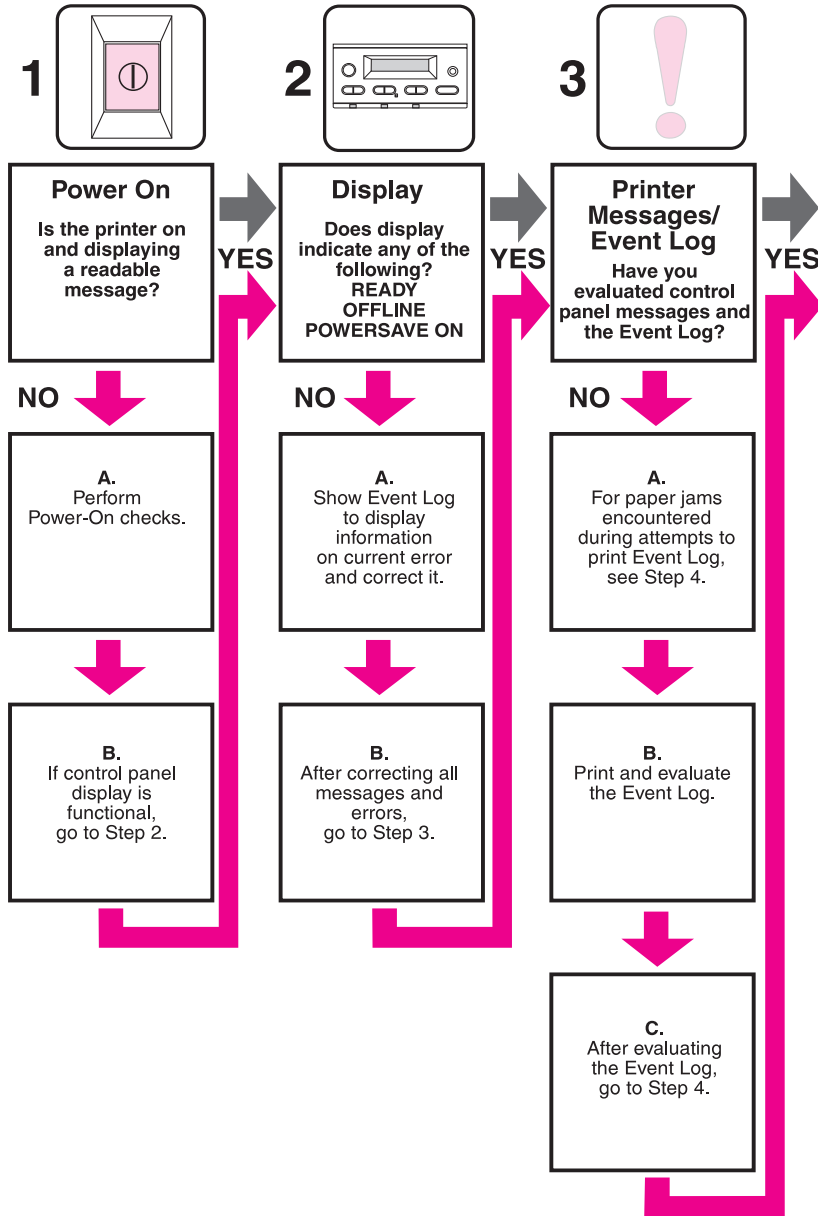 1
Power On
Is the printer on
and displaying
a readable
message?
YES
NO
A.
Perform
Power-On checks.
B.
If control panel
display is
functional,
go to Step 2.
2
Display
Does display
indicate any of the
following?
READY
OFFLINE
POWERSAVE ON
YES
NO
A.
Show Event Log
to display
information
on current error
and correct it.
B.
After correcting all
messages and
errors,
go to Step 3.
3
Printer
Messages/
Event Log
Have you
evaluated control
panel messages and
the Event Log?
YES
NO
A.
For paper jams
encountered
during attempts to
print Event Log,
see Step 4.
B.
Print and evaluate
the Event Log.
C.
After evaluating
the Event Log,
go to Step 4.